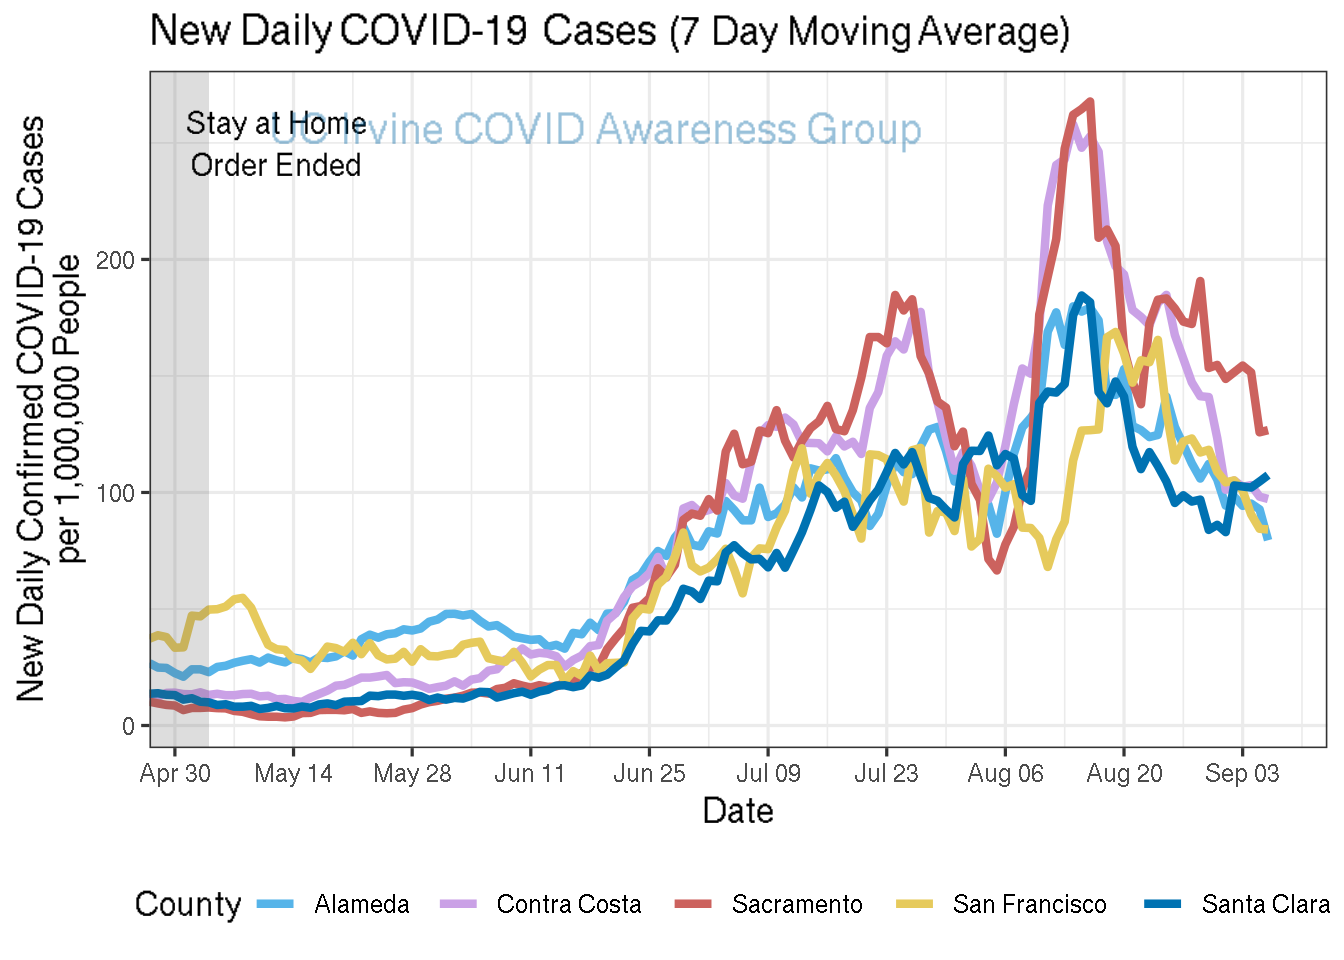 New Daily COVID-19 Cases (7 Day Moving Average)
UC Irvine COVID Awareness Group
Stay at Home
Order Ended
New Daily Confirmed COVID-19 Cases
per 1,000,000 People
200
100
0
Apr 30 May 14 May 28 Jun 11 Jun 25 Jul 09 Jul 23 Aug 06 Aug 20 Sep 03
Date
County Alameda Contra Costa Sacramento San Francisco Santa Clara